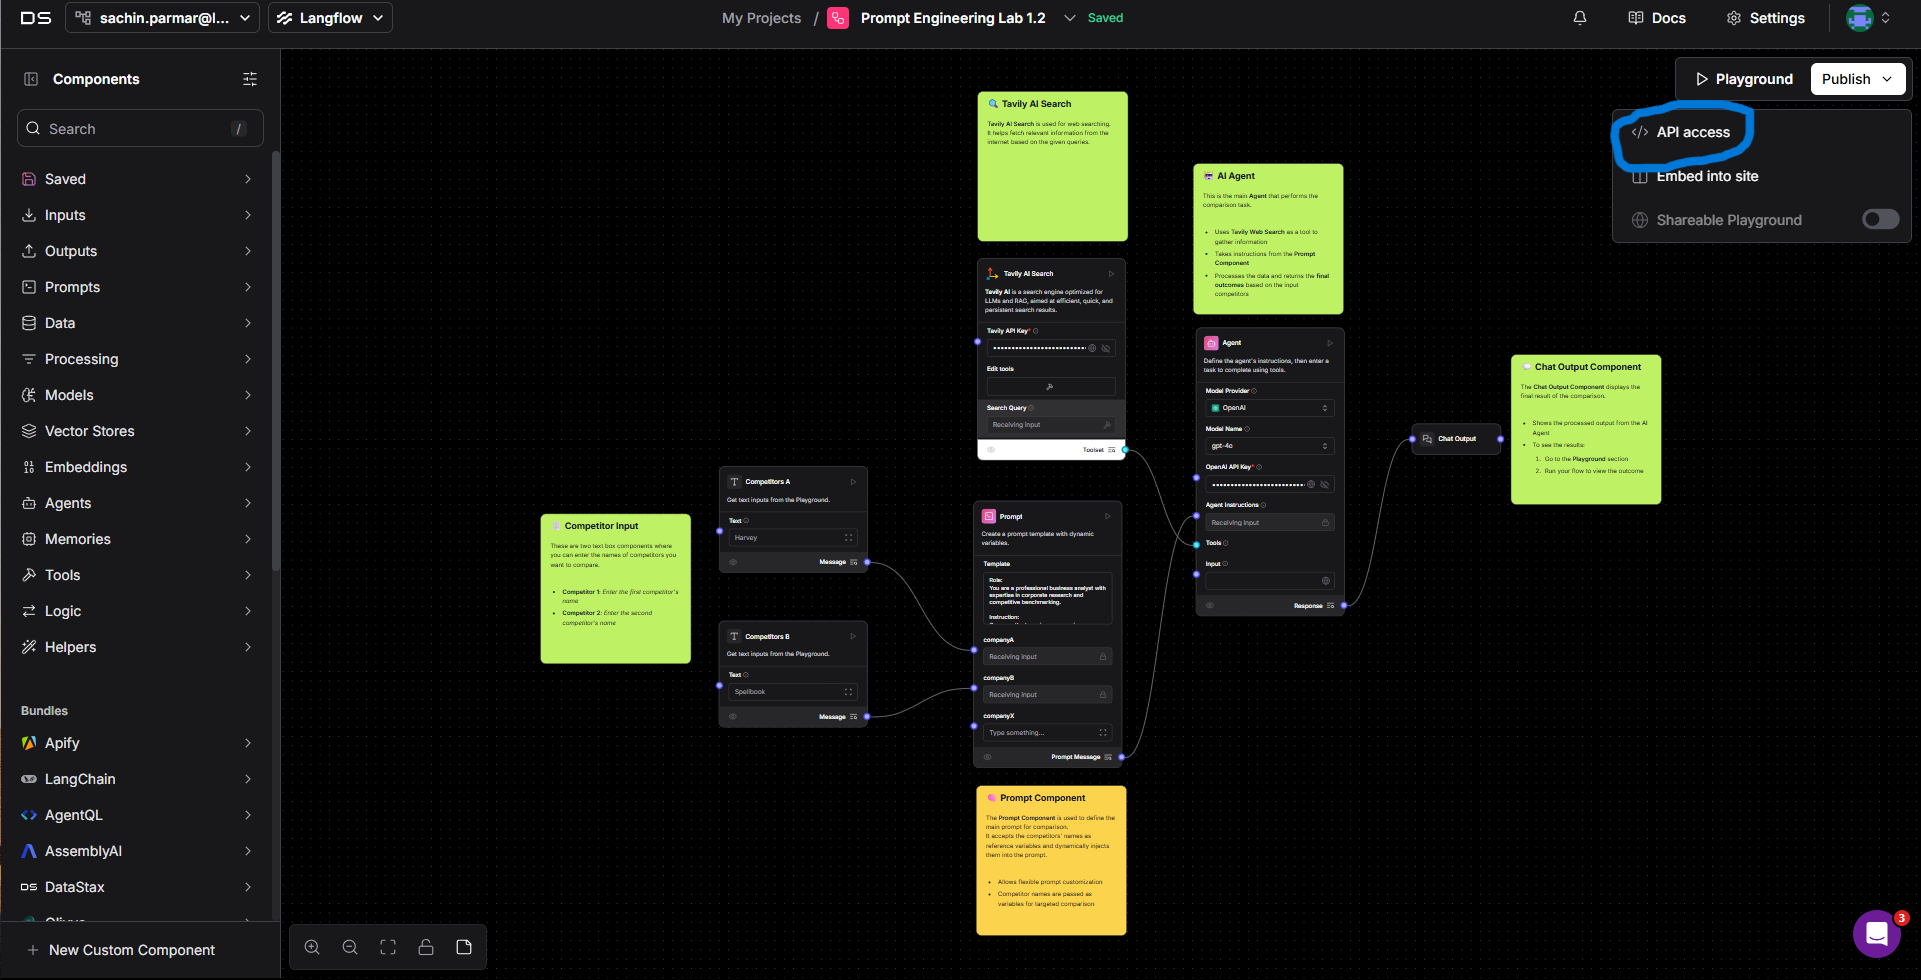 DS
sachin.parmar@l...
Langflow
My Projects / Prompt Engineering Lab 1.2
Saved
Docs
Settings
Components
Search /
Saved
Inputs
Outputs
Prompts
Data
Processing
Models
Vector Stores
Embeddings
Agents
Memories
Tools
Logic
Helpers
Bundles
Apify
LangChain
AgentQL
AssemblyAI
DS DataStax
New Custom Component
Playground
Publish
</> API access
Embed into site
Shareable Playground
Tavily AI Search
Tavily AI Search is used for web searching.
It helps fetch relevant information from the
internet based on the given queries.
AI Agent
This is the main Agent that performs the
comparison task.
Uses Tavily Web Search as a tool to
gather information
Takes instructions from the Prompt
Component
Processes the data and returns the final
outcomes based on the input
competitors
Tavily AI Search
Tavily AI is a search engine optimized for
LLMs and RAG, aimed at efficient, quick, and
persistent search results.
Tavily API Key*
Edit tools
Search Query
Receiving input
Toolset
Agent
Define the agent's instructions, then enter a
task to complete using tools.
Model Provider
OpenAI
Model Name
gpt-4o
OpenAI API Key*
Agent Instructions
Receiving input
Tools
Input
Response
Chat Output
Chat Output Component
The Chat Output Component displays the
final result of the comparison.
Shows the processed output from the AI
Agent
To see the results:
1. Go to the Playground section
2. Run your flow to view the outcome
Competitor Input
These are two text box components where
you can enter the names of competitors you
want to compare.
Competitor 1: Enter the first competitor's
name
Competitor 2: Enter the second
competitor's name
Competitors A
Get text inputs from the Playground.
Text
Harvey
Message
Competitors B
Get text inputs from the Playground.
Text
Spellbook
Message
Prompt
Create a prompt template with dynamic
variables.
Template
Role:
You are a professional business analyst with
expertise in corporate research and
competitive benchmarking.
Instruction:
companyA
Receiving input
companyB
Receiving input
companyX
Type something...
Prompt Message
Prompt Component
The Prompt Component is used to define the
main prompt for comparison.
It accepts the competitors' names as
reference variables and dynamically injects
them into the prompt.
Allows flexible prompt customization
Competitor names are passed as
variables for targeted comparison
3